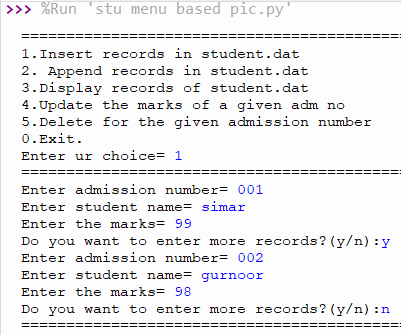 >>> %Run 'stu menu based pic.py'
===========================================
1.Insert records in student.dat
2. Append records in student.dat
3.Display records of student.dat
4.Update the marks of a given adm no
5.Delete for the given admission number
0.Exit.
Enter ur choice= 1
===========================================
Enter admission number= 001
Enter student name= simar
Enter the marks= 99
Do you want to enter more records?(y/n):y
Enter admission number= 002
Enter student name= gurnoor
Enter the marks= 98
Do you want to enter more records?(y/n):n
===========================================